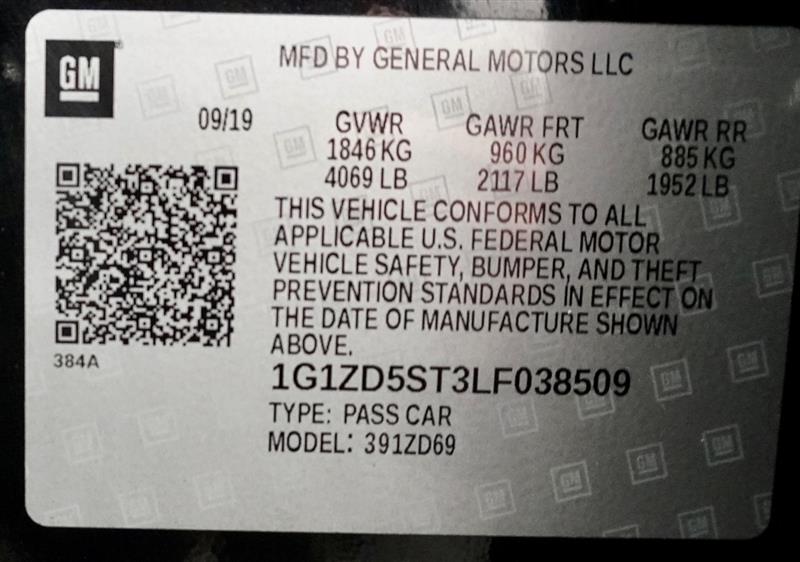 GM
MFD BY GENERAL MOTORS LLC
09/19 GVWR GAWR FRT GAWR RR
1846 KG 960 KG 885 KG
4069 LB 2117 LB 1952 LB
THIS VEHICLE CONFORMS TO ALL
APPLICABLE U.S. FEDERAL MOTOR
VEHICLE SAFETY, BUMPER, AND THEFT
PREVENTION STANDARDS IN EFFECT ON
THE DATE OF MANUFACTURE SHOWN
ABOVE.
384A
1G1ZD5ST3LF038509
TYPE: PASS CAR
MODEL: 391ZD69